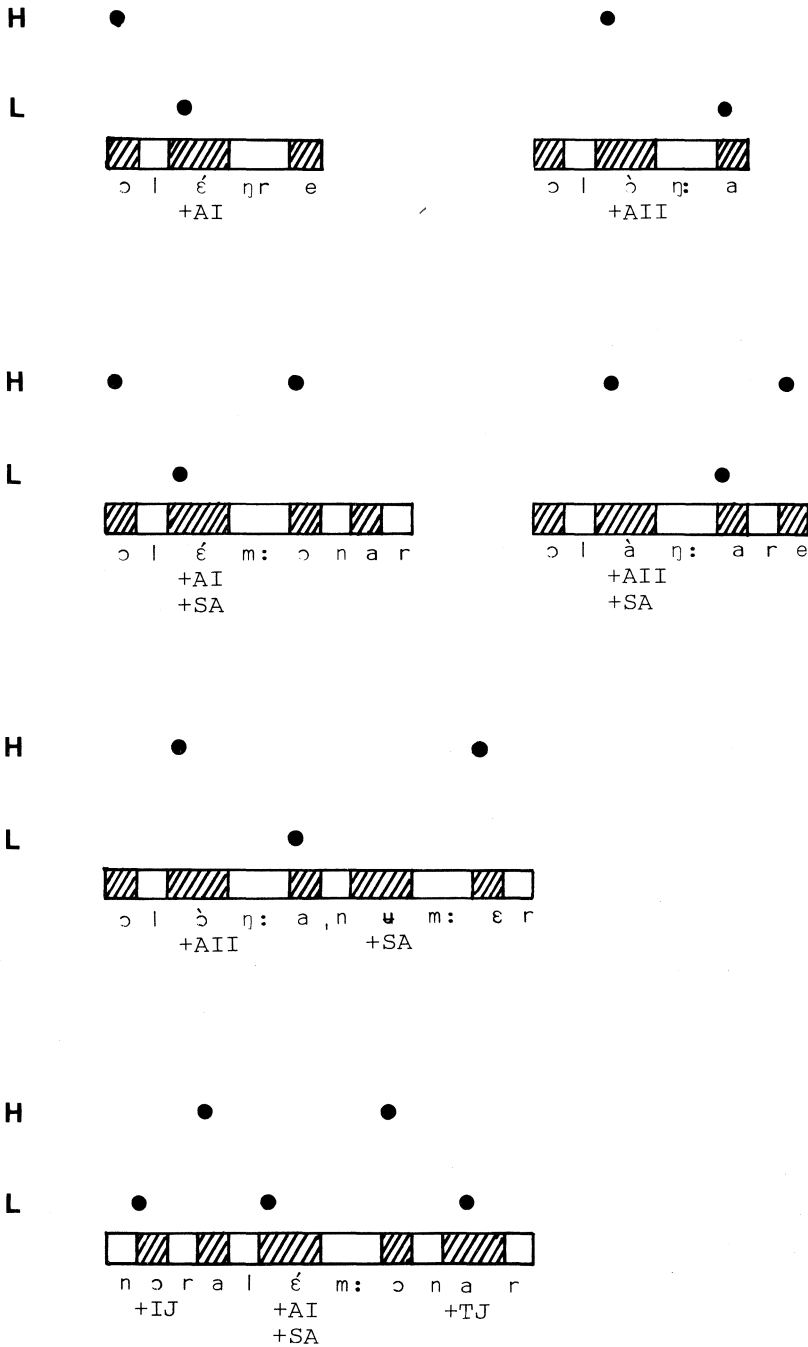 H
L
ɔ l ɛ́ ŋr e
+AI
ɔ l ɔ̀ ŋ: a
+AII
H
L
ɔ l ɛ́ m: ɔ n a r
+AI
+SA
ɔ l à ŋ: a r e
+AII
+SA
H
L
ɔ l ɔ̀ ŋ: a ˌn ʉ m: ɛ r
+AII +SA
H
L
n ɔ r a l ɛ́ m: ɔ n a r
+IJ +AI +TJ
+SA